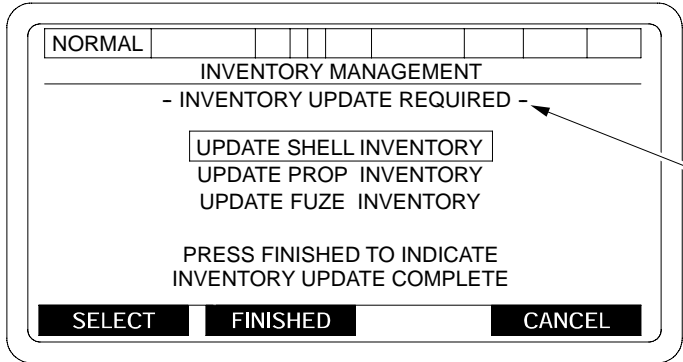 NORMAL
INVENTORY MANAGEMENT
- INVENTORY UPDATE REQUIRED -
UPDATE SHELL INVENTORY
UPDATE PROP INVENTORY
UPDATE FUZE INVENTORY
PRESS FINISHED TO INDICATE
INVENTORY UPDATE COMPLETE
SELECT FINISHED CANCEL